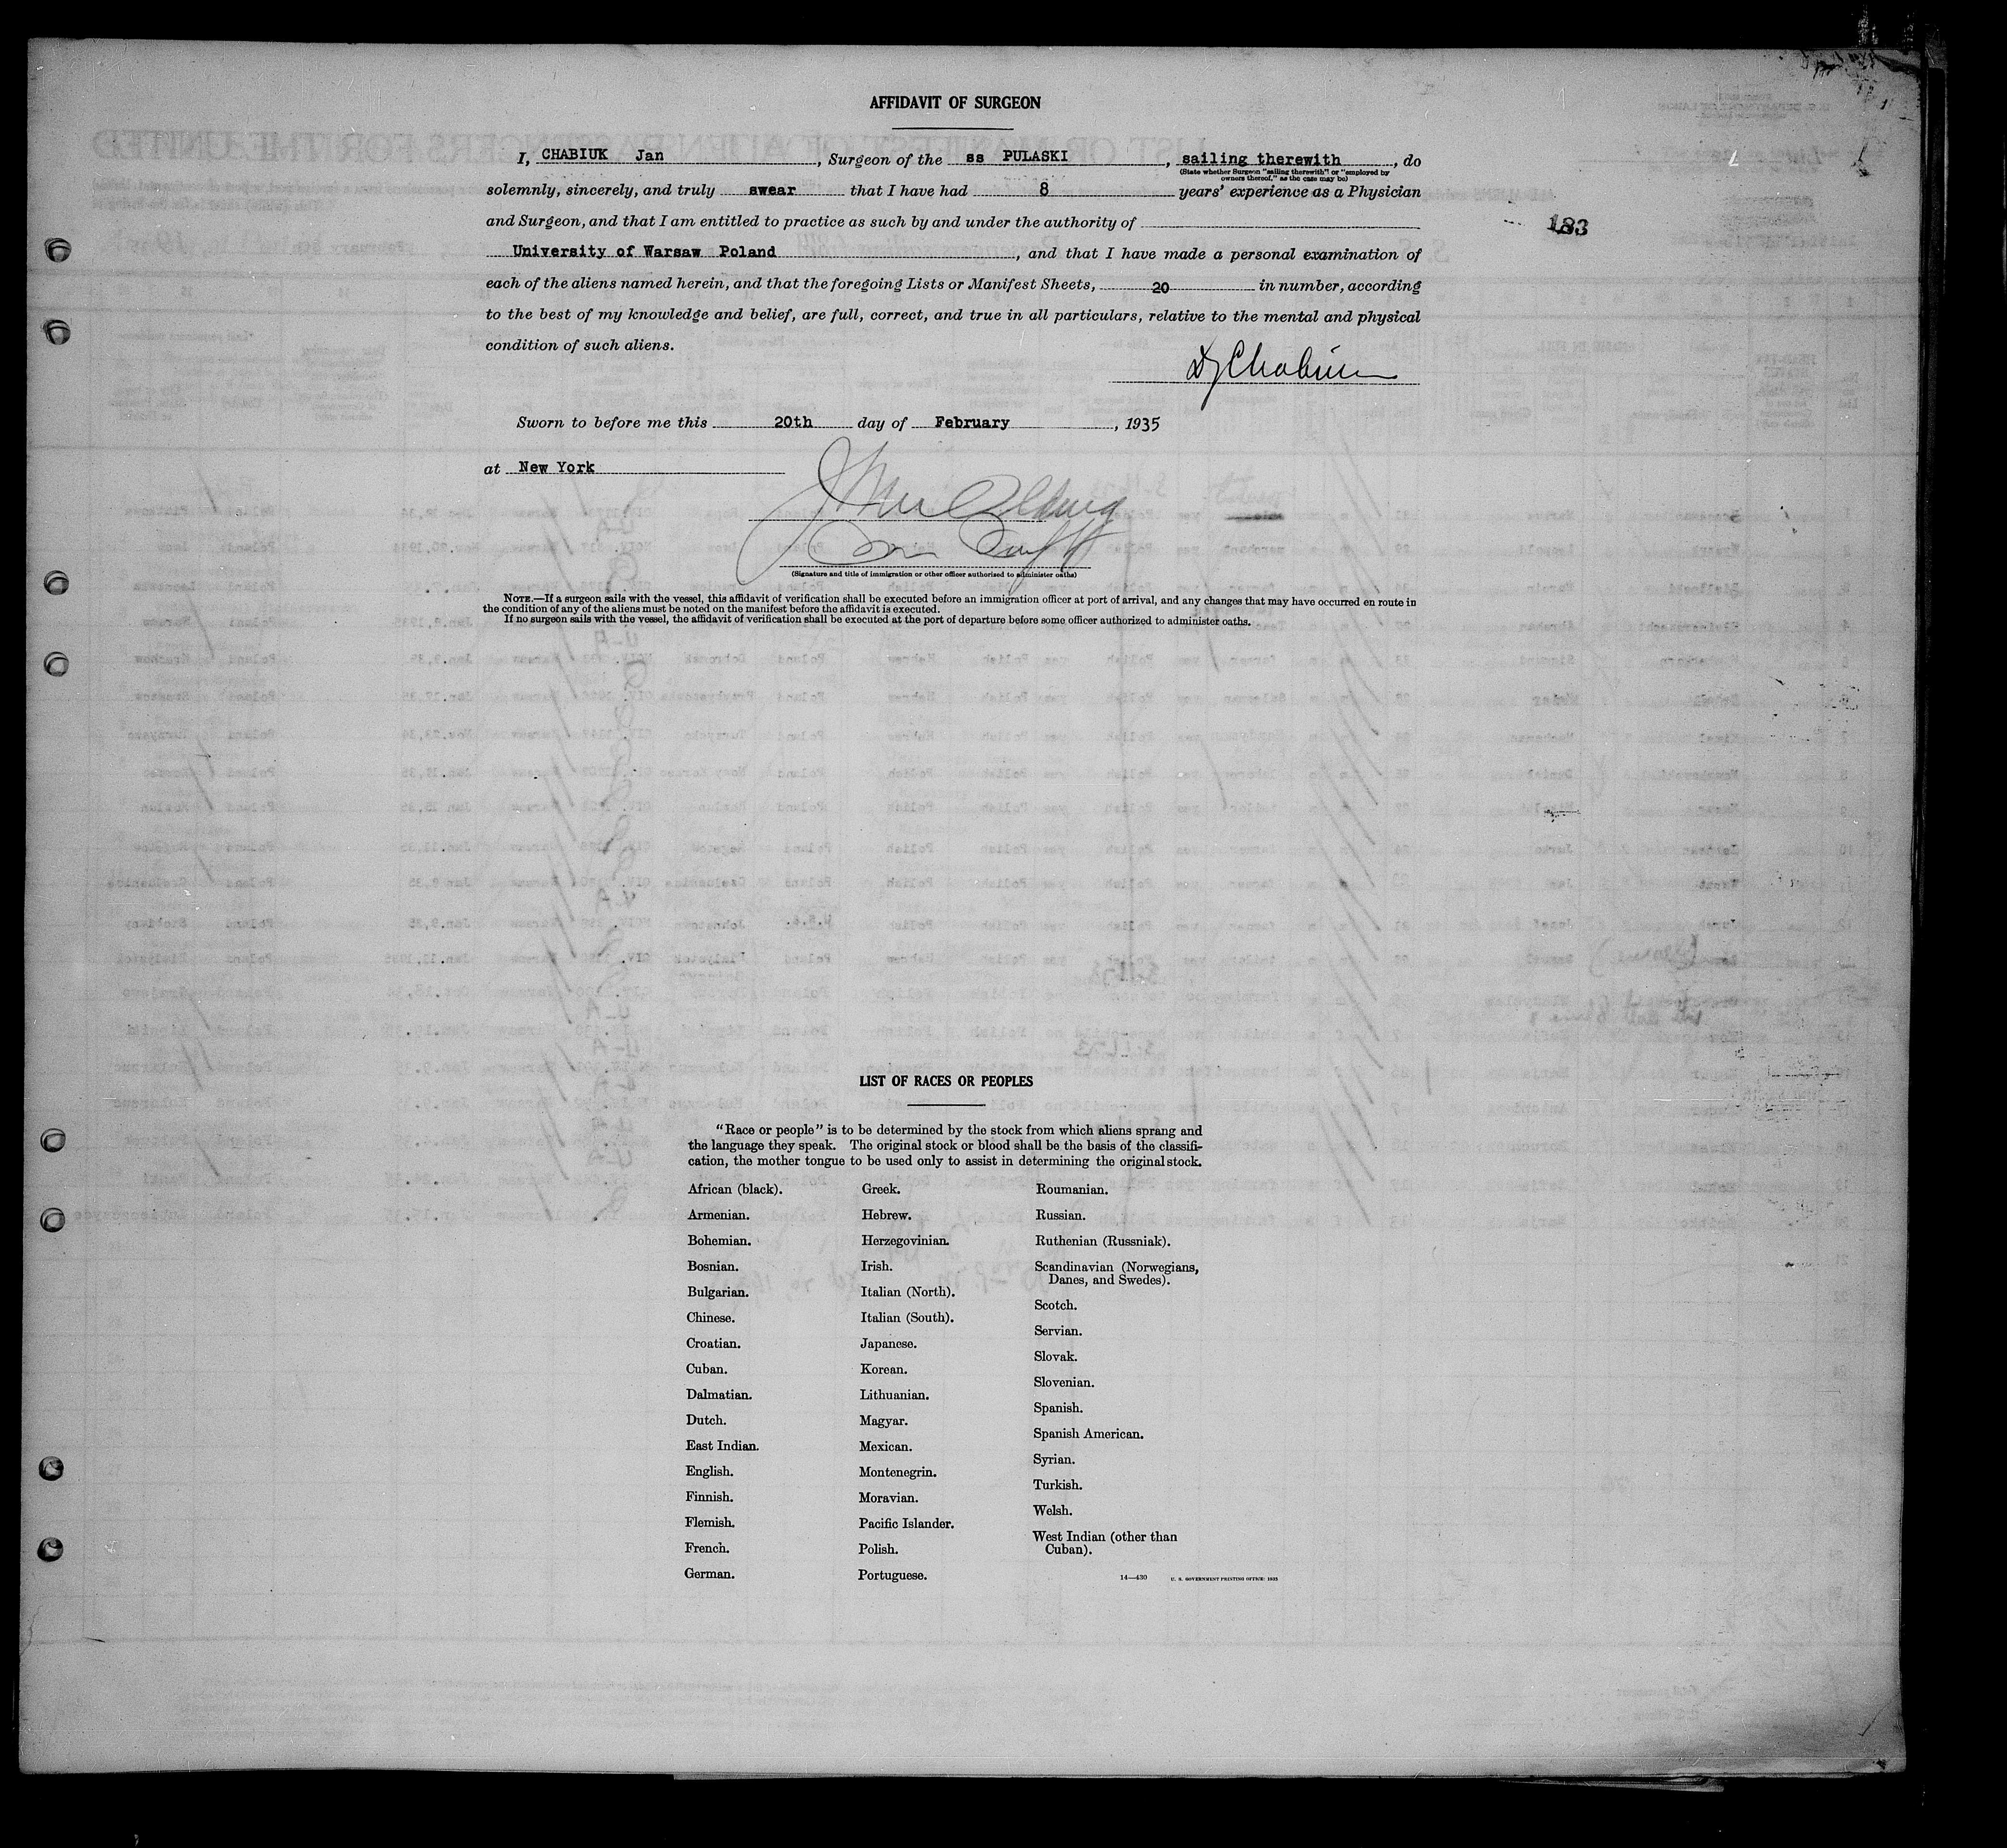 AFFIDAVIT OF SURGEON
I, CHABIUK Jan, Surgeon of the ss PULASKI, sailing therewith, do
(State whether Surgeon "sailing therewith" or "employed by
owners thereof," as the case may be)
solemnly, sincerely, and truly swear that I have had 8 years' experience as a Physician
and Surgeon, and that I am entitled to practice as such by and under the authority of
183
University of Warsaw Poland, and that I have made a personal examination of
each of the aliens named herein, and that the foregoing Lists or Manifest Sheets, 20 in number, according
to the best of my knowledge and belief, are full, correct, and true in all particulars, relative to the mental and physical
condition of such aliens.
Sworn to before me this 20th day of February, 1935
at New York
(Signature and title of immigration or other officer authorized to administer oaths)
NOTE.—If a surgeon sails with the vessel, this affidavit of verification shall be executed before an immigration officer at port of arrival, and any changes that may have occurred en route in
the condition of any of the aliens must be noted on the manifest before the affidavit is executed.
If no surgeon sails with the vessel, the affidavit of verification shall be executed at the port of departure before some officer authorized to administer oaths.
LIST OF RACES OR PEOPLES
"Race or people" is to be determined by the stock from which aliens sprang and
the language they speak. The original stock or blood shall be the basis of the classifi-
cation, the mother tongue to be used only to assist in determining the original stock.
African (black).
Armenian.
Bohemian.
Bosnian.
Bulgarian.
Chinese.
Croatian.
Cuban.
Dalmatian.
Dutch.
East Indian.
English.
Finnish.
Flemish.
French.
German.
Greek.
Hebrew.
Herzegovinian.
Irish.
Italian (North).
Italian (South).
Japanese.
Korean.
Lithuanian.
Magyar.
Mexican.
Montenegrin.
Moravian.
Pacific Islander.
Polish.
Portuguese.
Roumanian.
Russian.
Ruthenian (Russniak).
Scandinavian (Norwegians,
Danes, and Swedes).
Scotch.
Servian.
Slovak.
Slovenian.
Spanish.
Spanish American.
Syrian.
Turkish.
Welsh.
West Indian (other than
Cuban).
14—430 U. S. GOVERNMENT PRINTING OFFICE: 1933